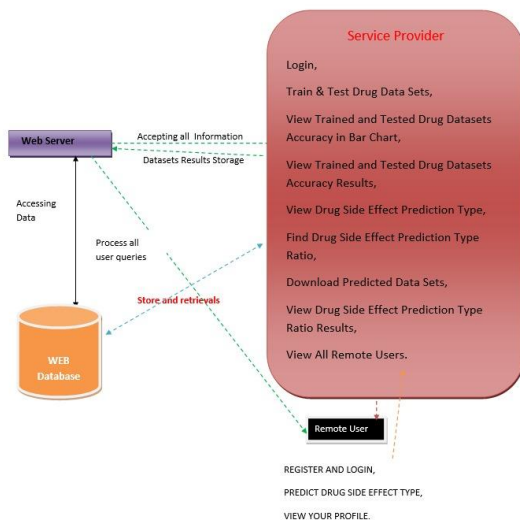 Service Provider
Login,
Train & Test Drug Data Sets,
View Trained and Tested Drug Datasets
Accuracy in Bar Chart,
View Trained and Tested Drug Datasets
Accuracy Results,
View Drug Side Effect Prediction Type,
Find Drug Side Effect Prediction Type
Ratio,
Download Predicted Data Sets,
View Drug Side Effect Prediction Type
Ratio Results,
View All Remote Users.
Web Server
Accepting all Information
Datasets Results Storage
Accessing
Data
Process all
user queries
Store and retrievals
WEB
Database
Remote User
REGISTER AND LOGIN,
PREDICT DRUG SIDE EFFECT TYPE,
VIEW YOUR PROFILE.